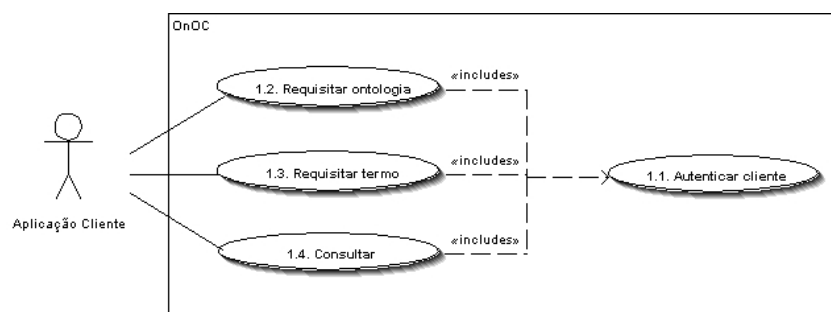 OnOC
«includes»
1.2. Requisitar ontologia
«includes»
1.3. Requisitar termo
1.1. Autenticar cliente
Aplicação Cliente
«includes»
1.4. Consultar